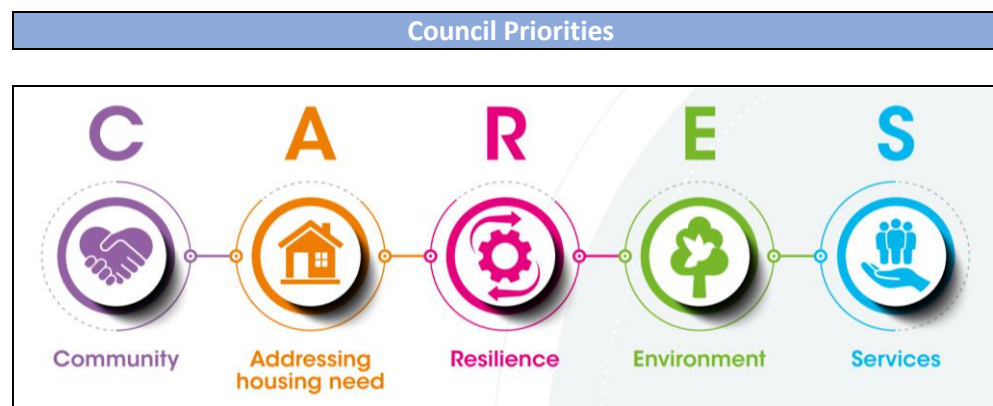 Council Priorities
C A R E S
Community Addressing Resilience Environment Services
housing need